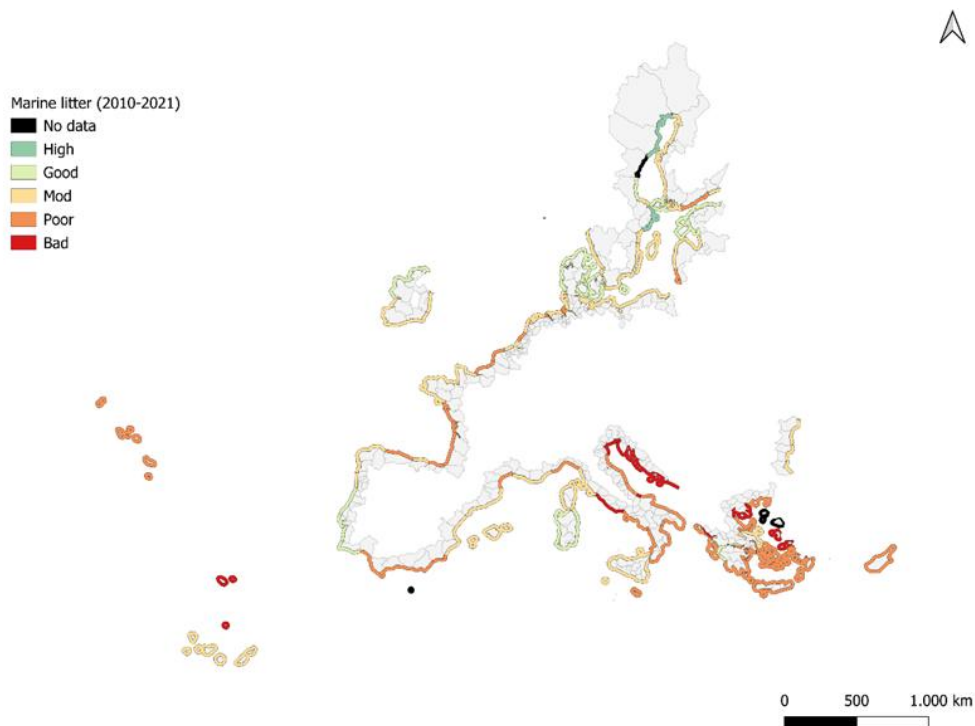 Marine litter (2010-2021)
No data
High
Good
Mod
Poor
Bad
0 500 1.000 km